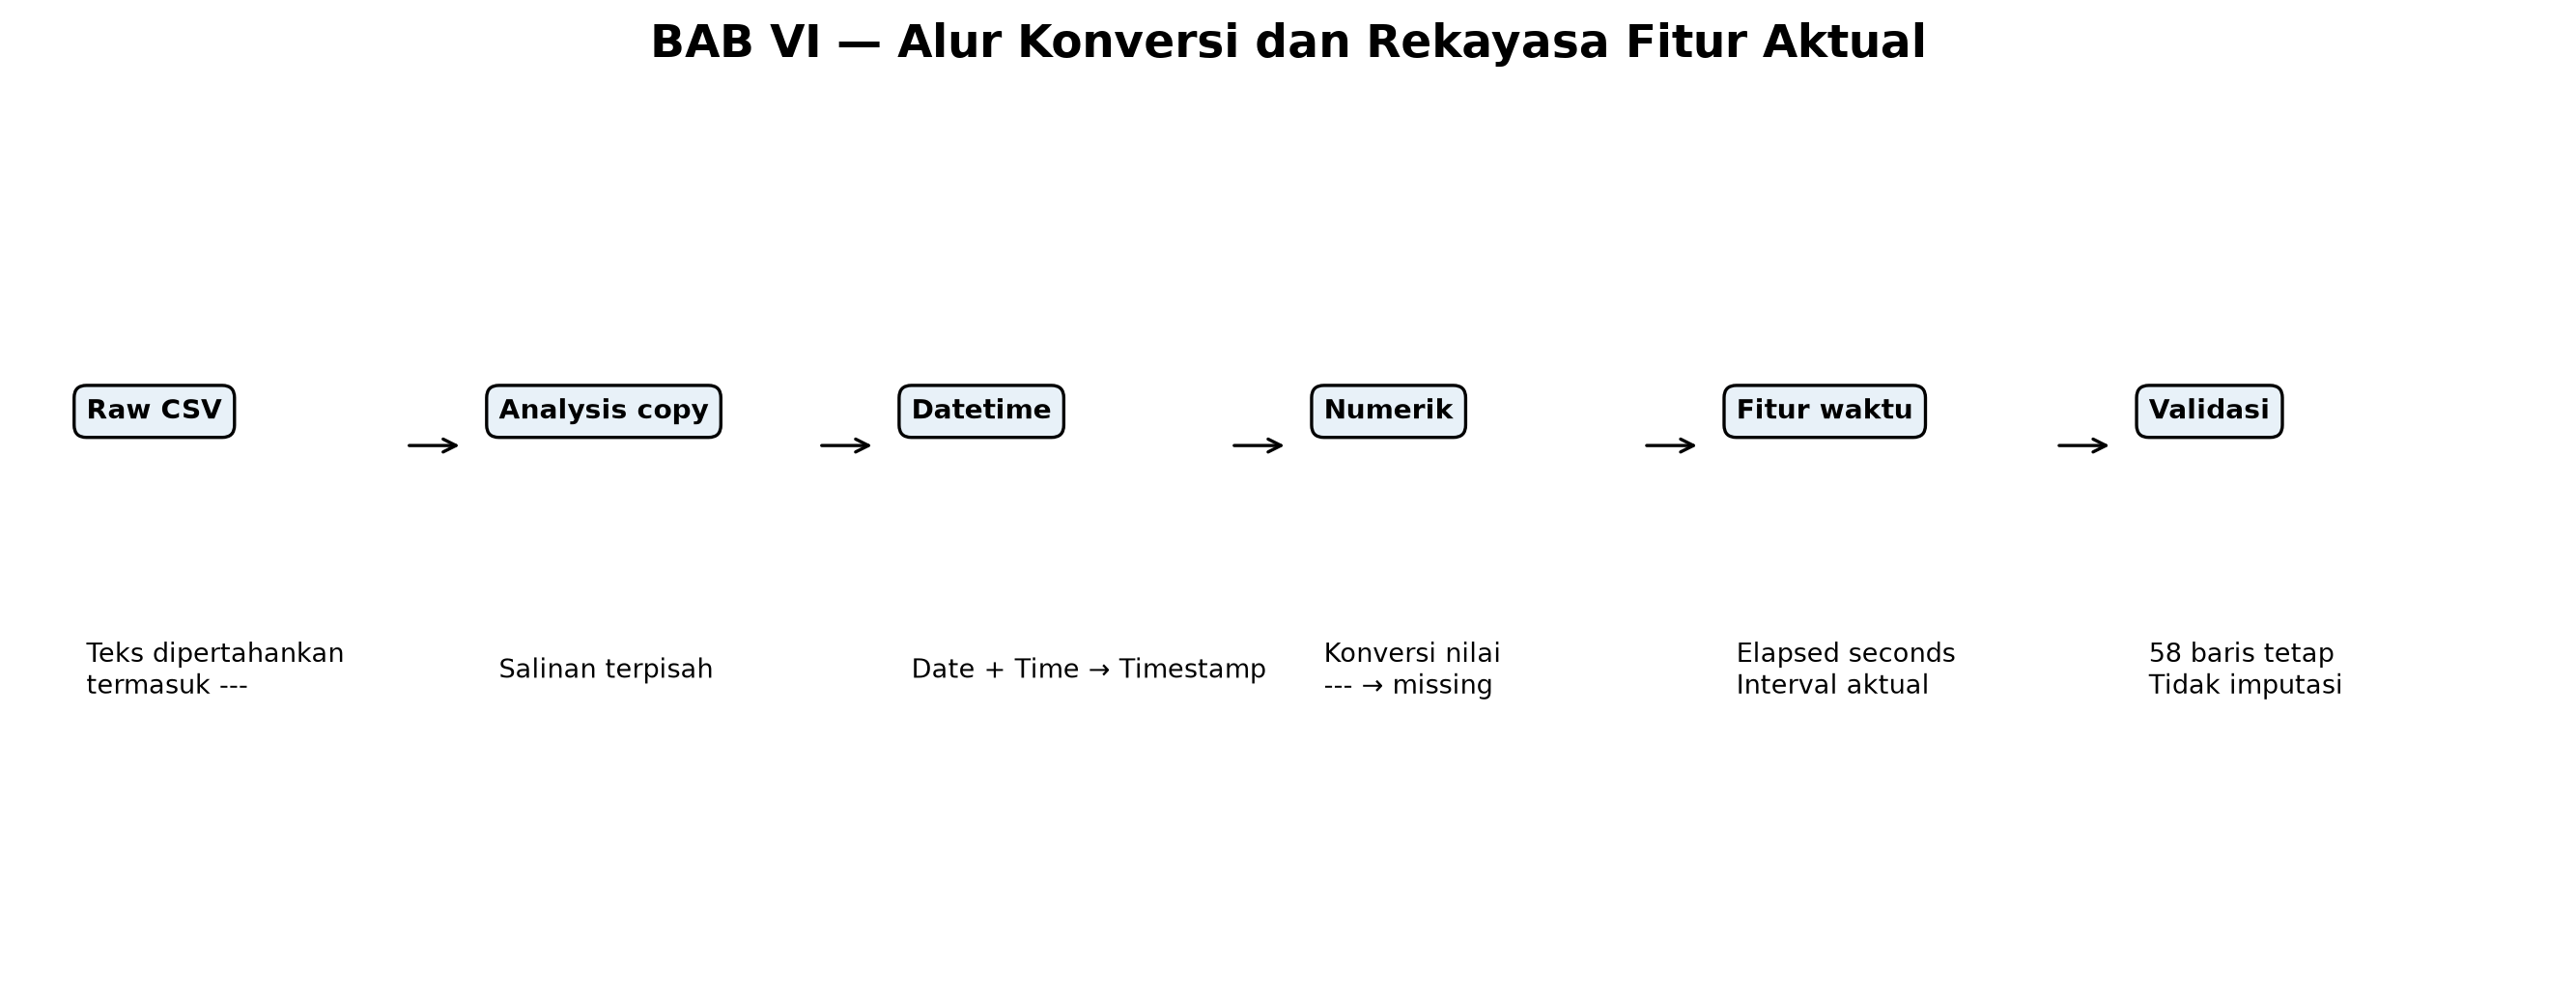 BAB VI — Alur Konversi dan Rekayasa Fitur Aktual
Raw CSV
Analysis copy
Datetime
Numerik
Fitur waktu
Validasi
Teks dipertahankan
termasuk ---
Salinan terpisah
Date + Time → Timestamp
Konversi nilai
--- → missing
Elapsed seconds
Interval aktual
58 baris tetap
Tidak imputasi